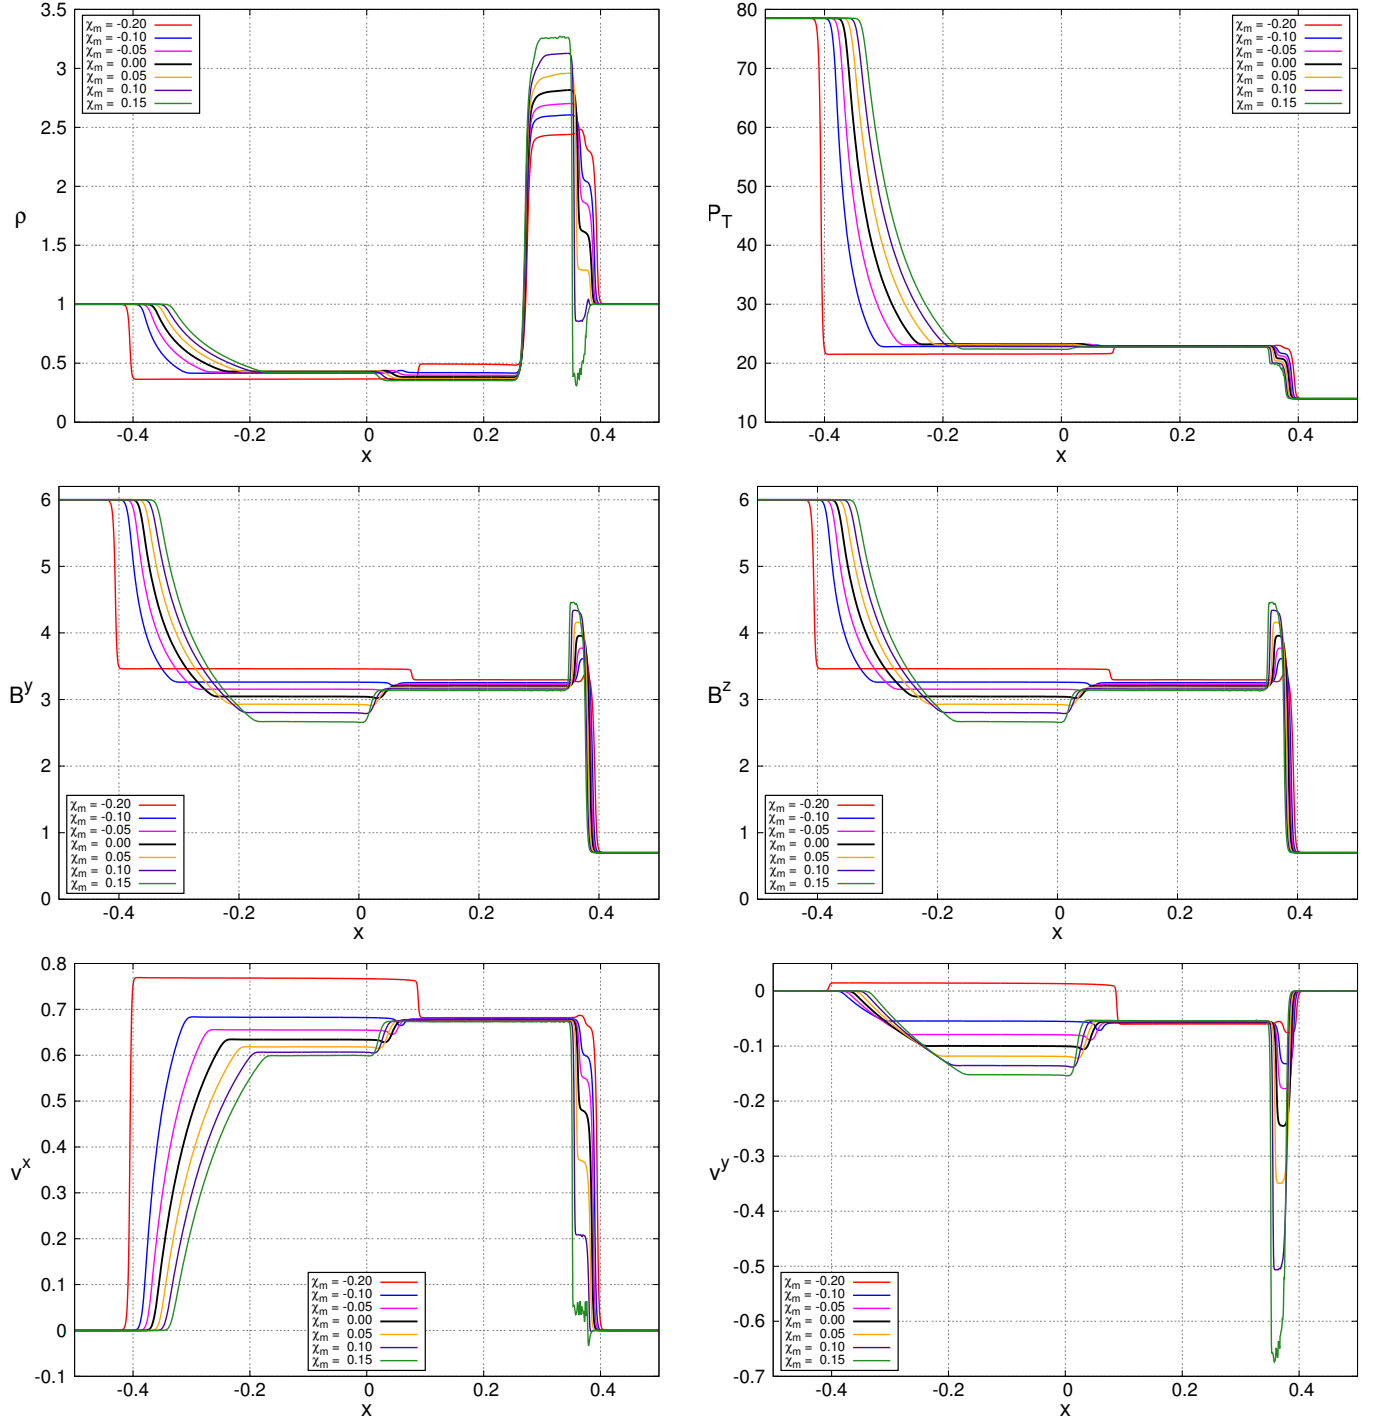 3.5
3
2.5
2
1.5
1
0.5
0
ρ
-0.4 -0.2 0 0.2 0.4
x
χm = -0.20
χm = -0.10
χm = -0.05
χm = 0.00
χm = 0.05
χm = 0.10
χm = 0.15
80
70
60
50
40
30
20
10
PT
-0.4 -0.2 0 0.2 0.4
x
χm = -0.20
χm = -0.10
χm = -0.05
χm = 0.00
χm = 0.05
χm = 0.10
χm = 0.15
6
5
4
3
2
1
0
By
-0.4 -0.2 0 0.2 0.4
x
χm = -0.20
χm = -0.10
χm = -0.05
χm = 0.00
χm = 0.05
χm = 0.10
χm = 0.15
6
5
4
3
2
1
0
Bz
-0.4 -0.2 0 0.2 0.4
x
χm = -0.20
χm = -0.10
χm = -0.05
χm = 0.00
χm = 0.05
χm = 0.10
χm = 0.15
0.8
0.7
0.6
0.5
0.4
0.3
0.2
0.1
0
-0.1
vx
-0.4 -0.2 0 0.2 0.4
x
χm = -0.20
χm = -0.10
χm = -0.05
χm = 0.00
χm = 0.05
χm = 0.10
χm = 0.15
0
-0.1
-0.2
-0.3
-0.4
-0.5
-0.6
-0.7
vy
-0.4 -0.2 0 0.2 0.4
x
χm = -0.20
χm = -0.10
χm = -0.05
χm = 0.00
χm = 0.05
χm = 0.10
χm = 0.15